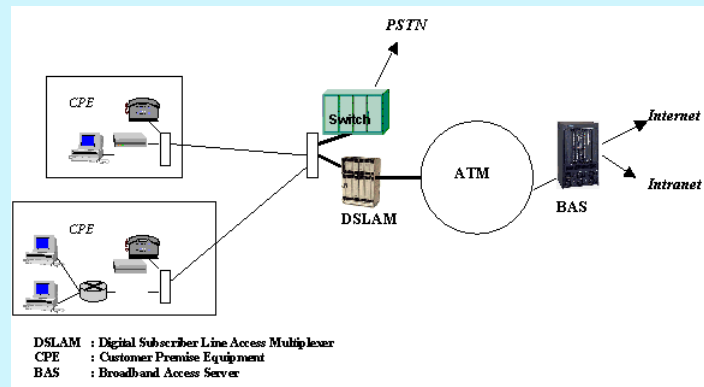 PSTN
CPE
Switch
Internet
ATM
Intranet
DSLAM
BAS
CPE
DSLAM : Digital Subscriber Line Access Multiplexer
CPE : Customer Premise Equipment
BAS : Broadband Access Server